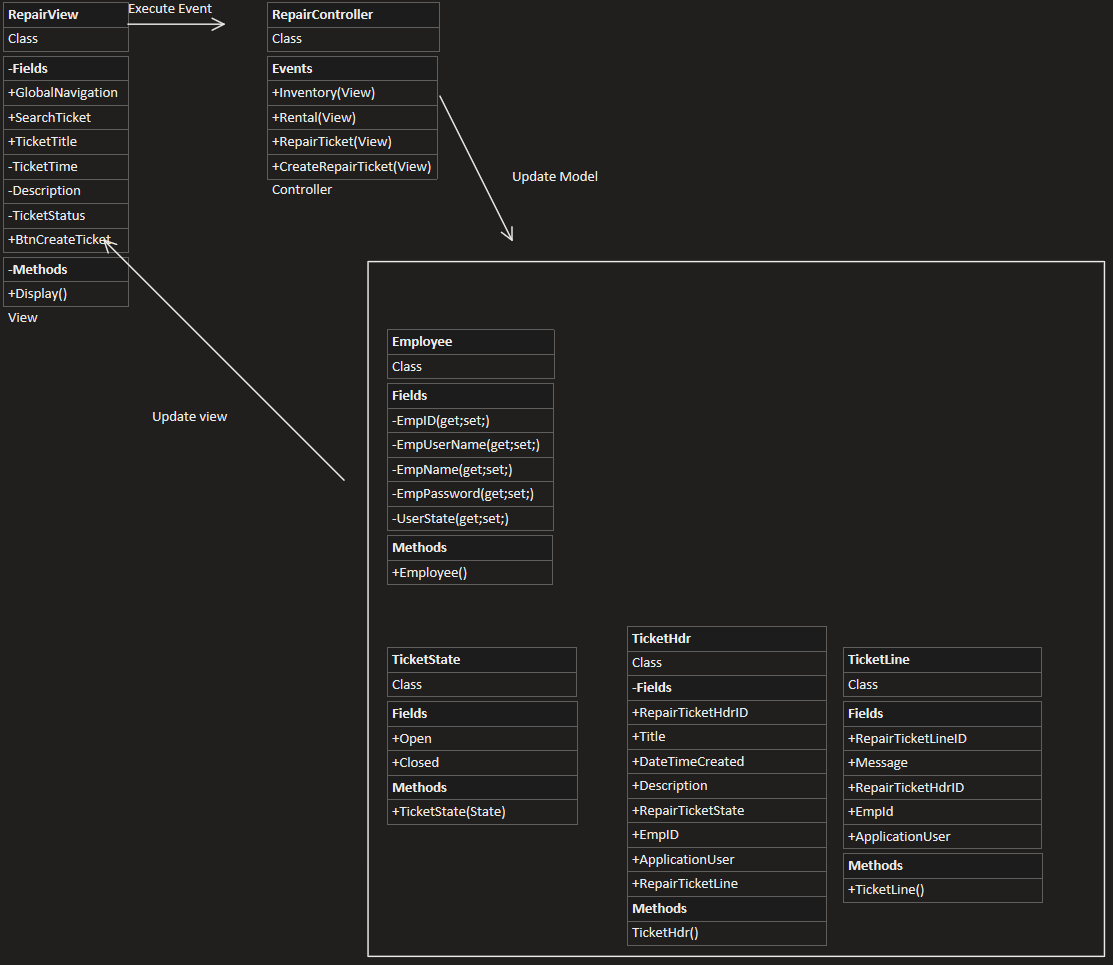 RepairView
Class
-Fields
+GlobalNavigation
+SearchTicket
+TicketTitle
-TicketTime
-Description
-TicketStatus
+BtnCreateTicket
-Methods
+Display()
View
Execute Event
RepairController
Class
Events
+Inventory(View)
+Rental(View)
+RepairTicket(View)
+CreateRepairTicket(View)
Controller
Update Model
Update view
Employee
Class
Fields
-EmpID(get;set;)
-EmpUserName(get;set;)
-EmpName(get;set;)
-EmpPassword(get;set;)
-UserState(get;set;)
Methods
+Employee()
TicketState
Class
Fields
+Open
+Closed
Methods
+TicketState(State)
TicketHdr
Class
-Fields
+RepairTicketHdrID
+Title
+DateTimeCreated
+Description
+RepairTicketState
+EmpID
+ApplicationUser
+RepairTicketLine
Methods
TicketHdr()
TicketLine
Class
Fields
+RepairTicketLineID
+Message
+RepairTicketHdrID
+EmpId
+ApplicationUser
Methods
+TicketLine()